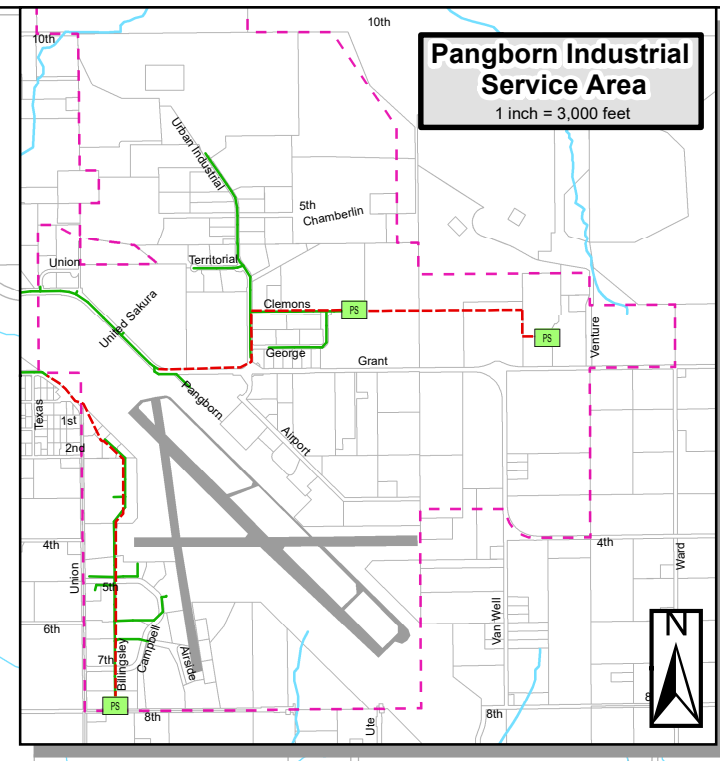 10th
10th
Pangborn Industrial
Service Area
1 inch = 3,000 feet
Urban Industrial
5th
Chamberlin
Union
Territorial
United Sakura
Clemons
PS
George
Grant
PS
Venture
Pangborn
Texas
1st
2nd
Airport
4th
4th
Union
5th
Ward
6th
Van Well
7th
Billingsley
Campbell
Airside
N
PS
8th
Ute
8th
8